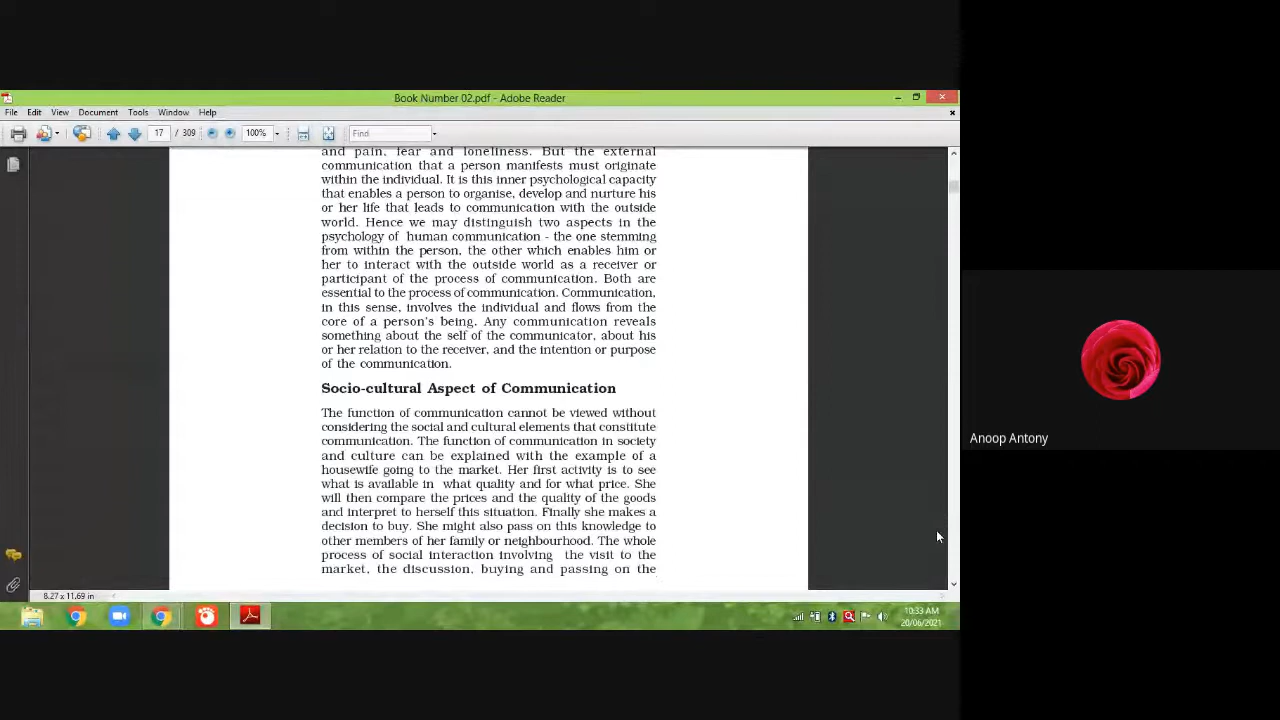 Book Number 02.pdf - Adobe Reader
File Edit View Document Tools Window Help
17 / 309 100% Find
and pain, fear and loneliness. But the external
communication that a person manifests must originate
within the individual. It is this inner psychological capacity
that enables a person to organise, develop and nurture his
or her life that leads to communication with the outside
world. Hence we may distinguish two aspects in the
psychology of human communication - the one stemming
from within the person, the other which enables him or
her to interact with the outside world as a receiver or
participant of the process of communication. Both are
essential to the process of communication. Communication,
in this sense, involves the individual and flows from the
core of a person's being. Any communication reveals
something about the self of the communicator, about his
or her relation to the receiver, and the intention or purpose
of the communication.
Socio-cultural Aspect of Communication
The function of communication cannot be viewed without
considering the social and cultural elements that constitute
communication. The function of communication in society
and culture can be explained with the example of a
housewife going to the market. Her first activity is to see
what is available in what quality and for what price. She
will then compare the prices and the quality of the goods
and interpret to herself this situation. Finally she makes a
decision to buy. She might also pass on this knowledge to
other members of her family or neighbourhood. The whole
process of social interaction involving the visit to the
market, the discussion, buying and passing on the
8.27 x 11.69 in
10:33 AM
20/06/2021
Anoop Antony